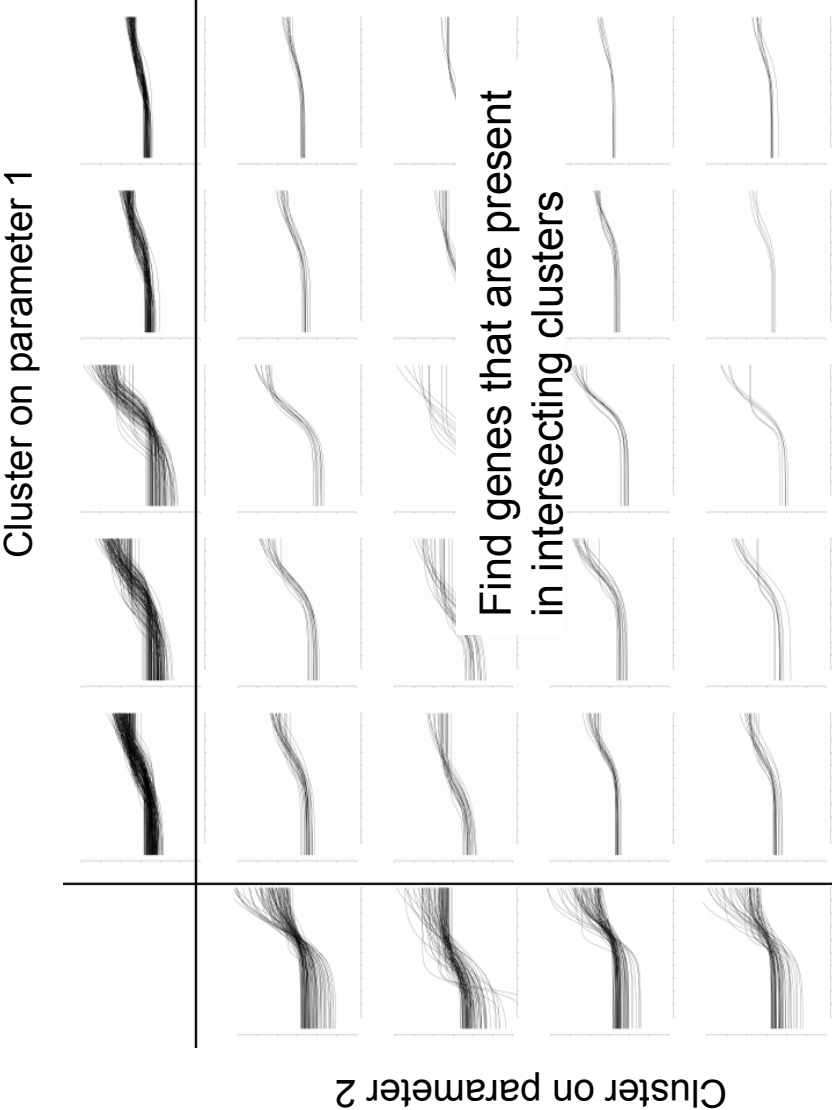 Cluster on parameter 1
Find genes that are present
in intersecting clusters
Cluster on parameter 2